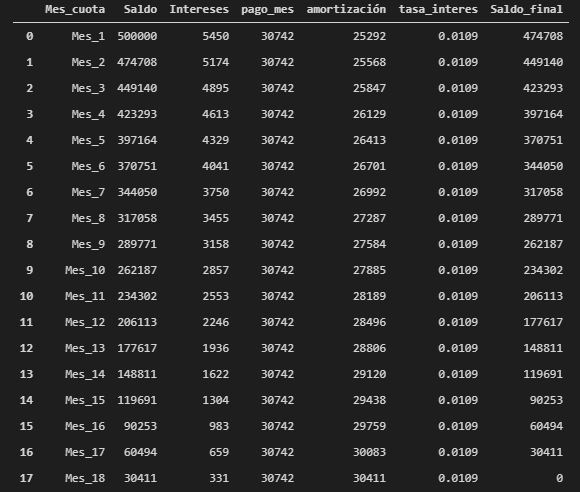 Mes_cuota Saldo Intereses pago_mes amortización tasa_interes Saldo_final
0 Mes_1 500000 5450 30742 25292 0.0109 474708
1 Mes_2 474708 5174 30742 25568 0.0109 449140
2 Mes_3 449140 4895 30742 25847 0.0109 423293
3 Mes_4 423293 4613 30742 26129 0.0109 397164
4 Mes_5 397164 4329 30742 26413 0.0109 370751
5 Mes_6 370751 4041 30742 26701 0.0109 344050
6 Mes_7 344050 3750 30742 26992 0.0109 317058
7 Mes_8 317058 3455 30742 27287 0.0109 289771
8 Mes_9 289771 3158 30742 27584 0.0109 262187
9 Mes_10 262187 2857 30742 27885 0.0109 234302
10 Mes_11 234302 2553 30742 28189 0.0109 206113
11 Mes_12 206113 2246 30742 28496 0.0109 177617
12 Mes_13 177617 1936 30742 28806 0.0109 148811
13 Mes_14 148811 1622 30742 29120 0.0109 119691
14 Mes_15 119691 1304 30742 29438 0.0109 90253
15 Mes_16 90253 983 30742 29759 0.0109 60494
16 Mes_17 60494 659 30742 30083 0.0109 30411
17 Mes_18 30411 331 30742 30411 0.0109 0